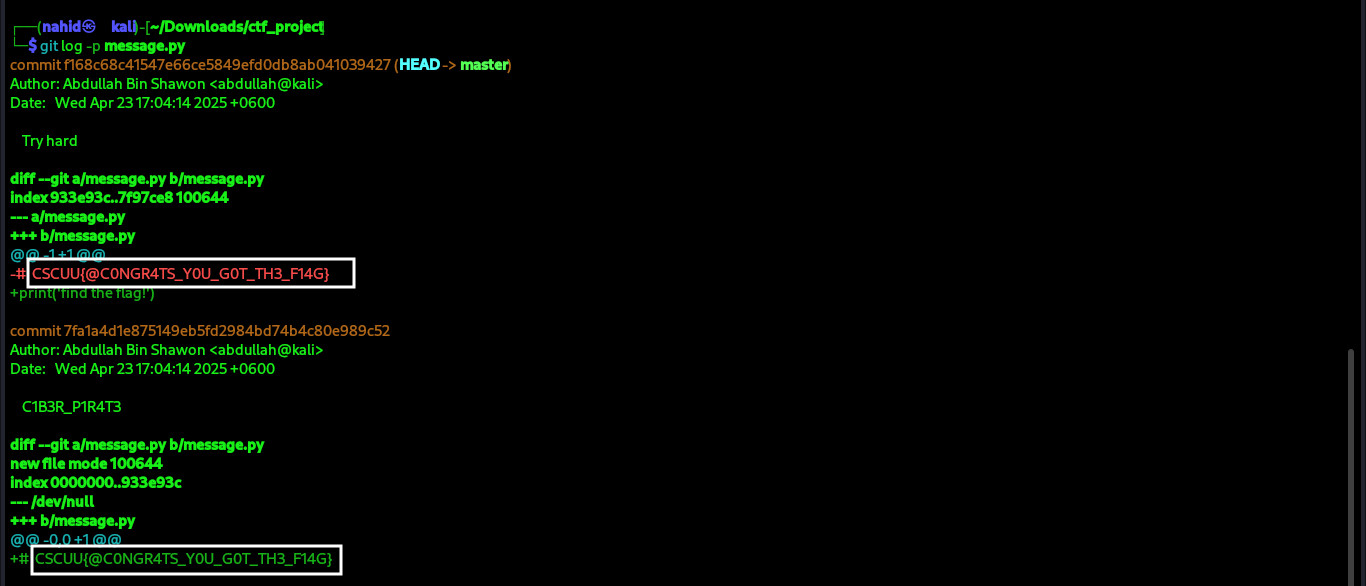 ┌──(nahid㉿kali)-[~/Downloads/ctf_project]
└─$ git log -p message.py
commit f168c68c41547e66ce5849efd0db8ab041039427 (HEAD -> master)
Author: Abdullah Bin Shawon <abdullah@kali>
Date:   Wed Apr 23 17:04:14 2025 +0600
    Try hard
diff --git a/message.py b/message.py
index 933e93c..7f97ce8 100644
--- a/message.py
+++ b/message.py
@@ -1 +1 @@
-# CSCUU{@C0NGR4TS_Y0U_G0T_TH3_F14G}
+print('find the flag!')
commit 7fa1a4d1e875149eb5fd2984bd74b4c80e989c52
Author: Abdullah Bin Shawon <abdullah@kali>
Date:   Wed Apr 23 17:04:14 2025 +0600
    C1B3R_P1R4T3
diff --git a/message.py b/message.py
new file mode 100644
index 0000000..933e93c
--- /dev/null
+++ b/message.py
@@ -0,0 +1 @@
+# CSCUU{@C0NGR4TS_Y0U_G0T_TH3_F14G}